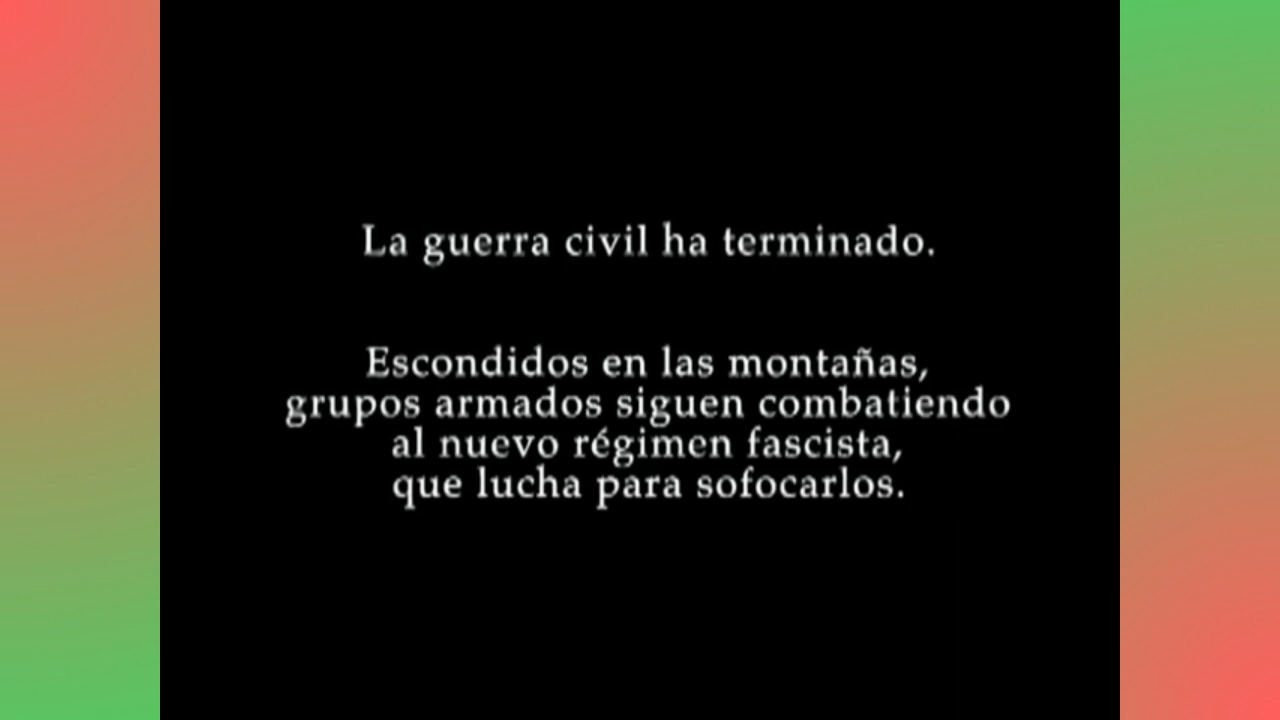 La guerra civil ha terminado.
Escondidos en las montañas,
grupos armados siguen combatiendo
al nuevo régimen fascista,
que lucha para sofocarlos.